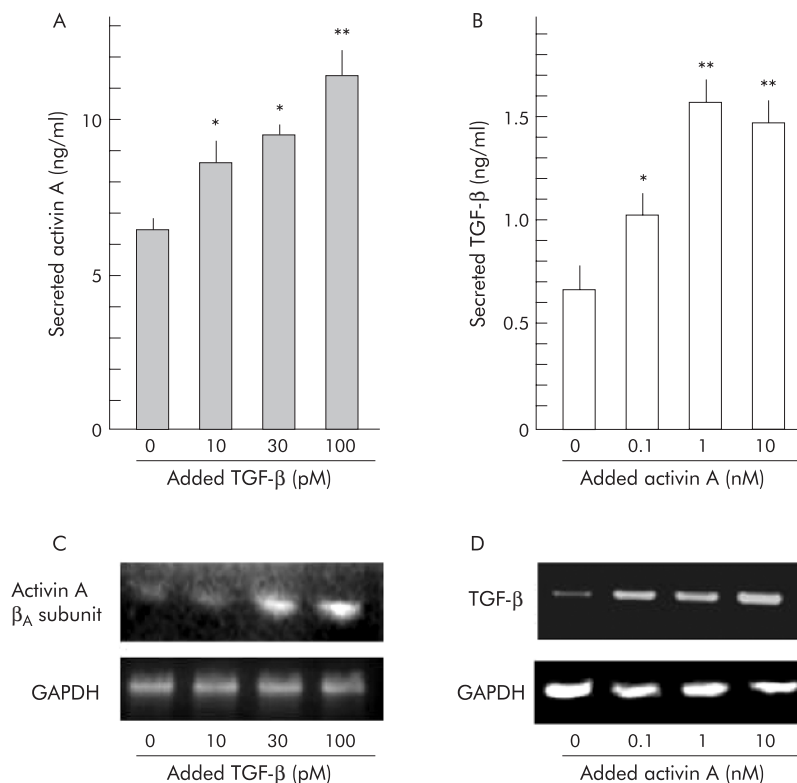 A
Secreted activin A (ng/ml)
10
5
0
*
*
**
0 10 30 100
Added TGF-β (pM)
B
Secreted TGF-β (ng/ml)
1.5
1.0
0.5
0
*
**
**
0 0.1 1 10
Added activin A (nM)
C
Activin A
βA subunit
GAPDH
0 10 30 100
Added TGF-β (pM)
D
TGF-β
GAPDH
0 0.1 1 10
Added activin A (nM)